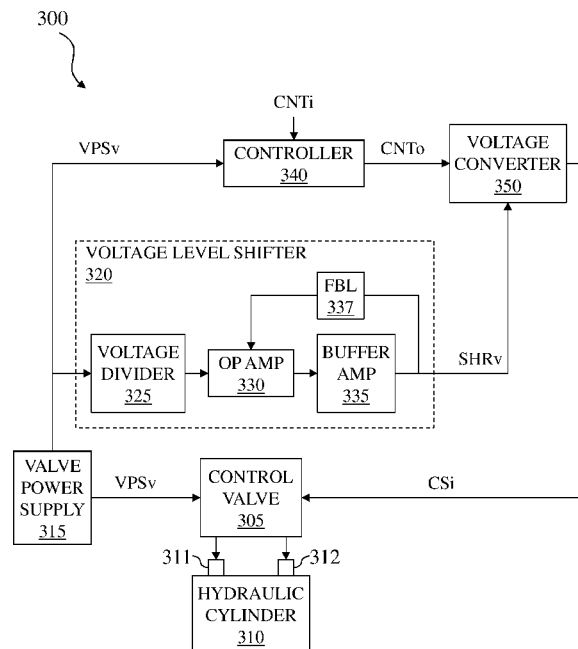 300
CNTi
VPSv
CONTROLLER
340
CNTo
VOLTAGE
CONVERTER
350
VOLTAGE LEVEL SHIFTER
320
FBL
337
VOLTAGE
DIVIDER
325
OP AMP
330
BUFFER
AMP
335
SHRv
VALVE
POWER
SUPPLY
315
VPSv
CONTROL
VALVE
305
CSi
311
312
HYDRAULIC
CYLINDER
310